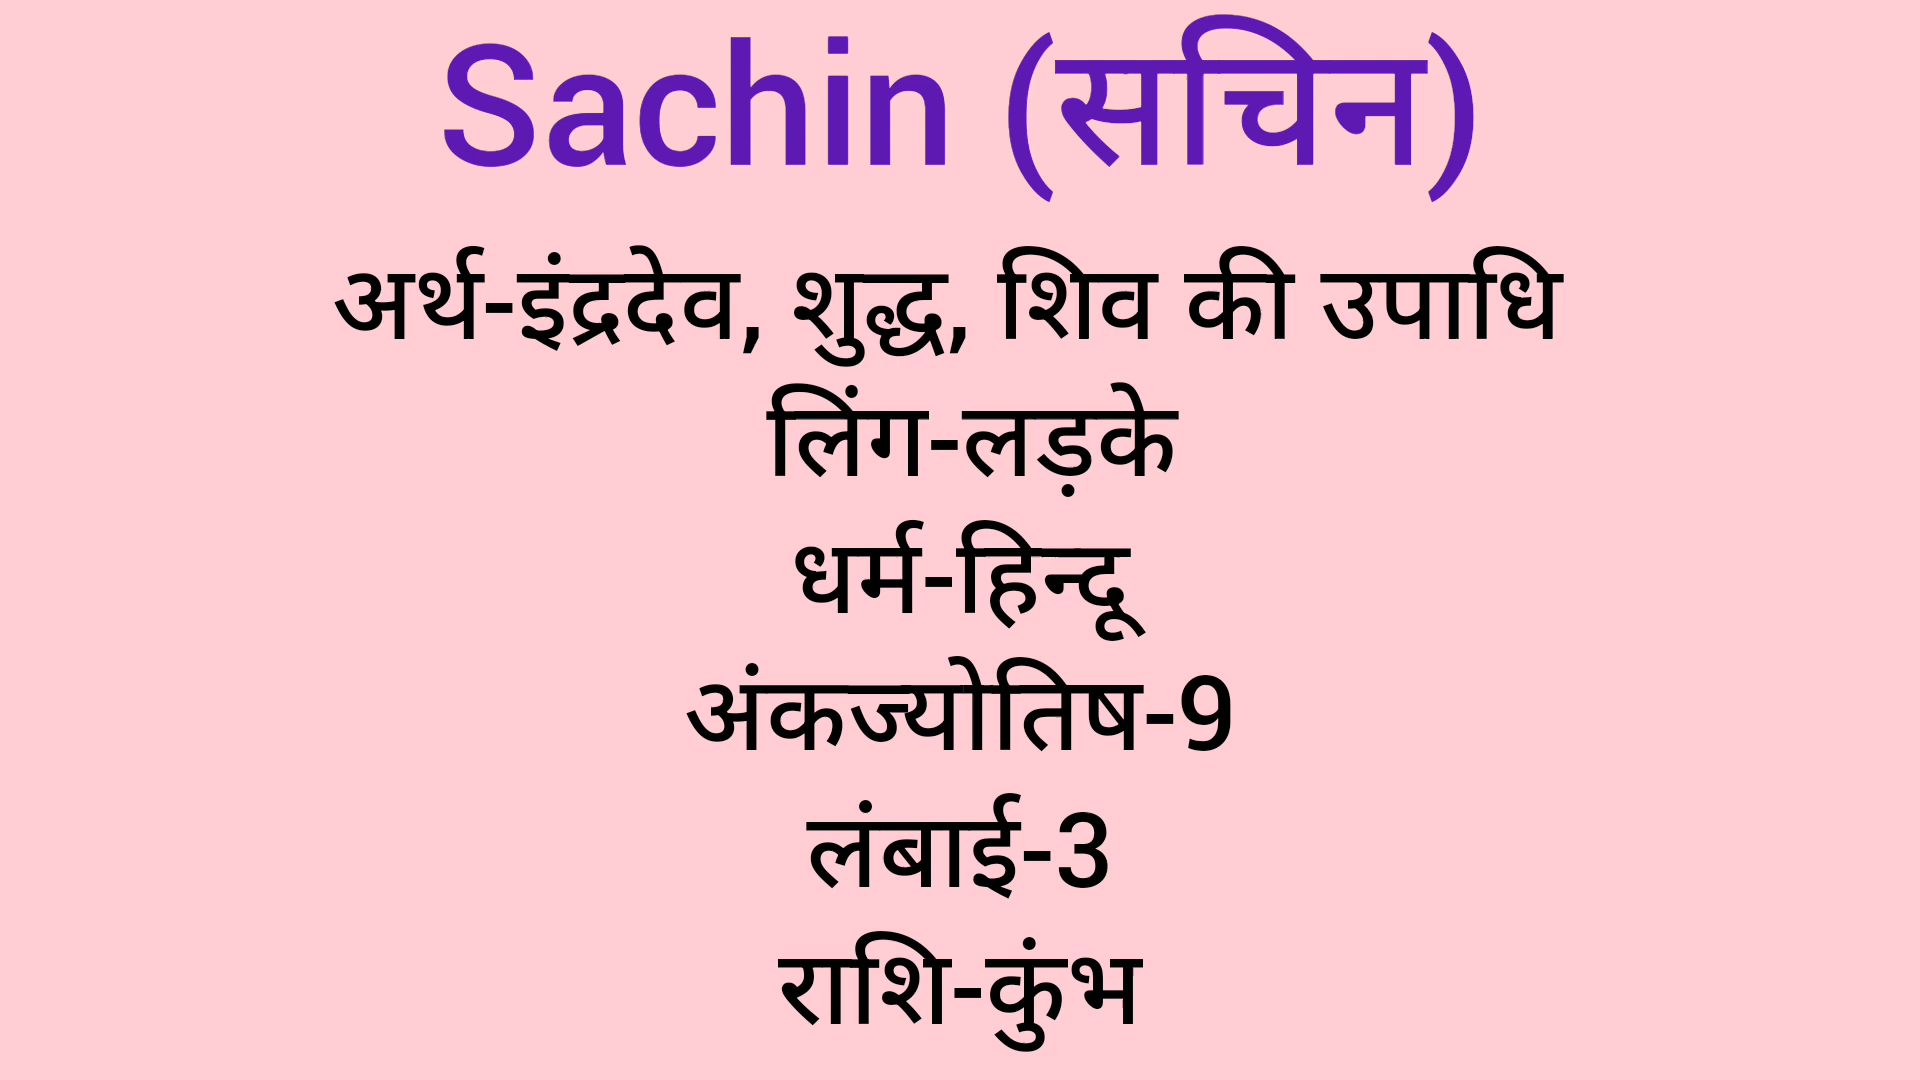 Sachin (सचिन)
अर्थ-इंद्रदेव, शुद्ध, शिव की उपाधि
लिंग-लड़के
धर्म-हिन्दू
अंकज्योतिष-9
लंबाई-3
राशि-कुंभ